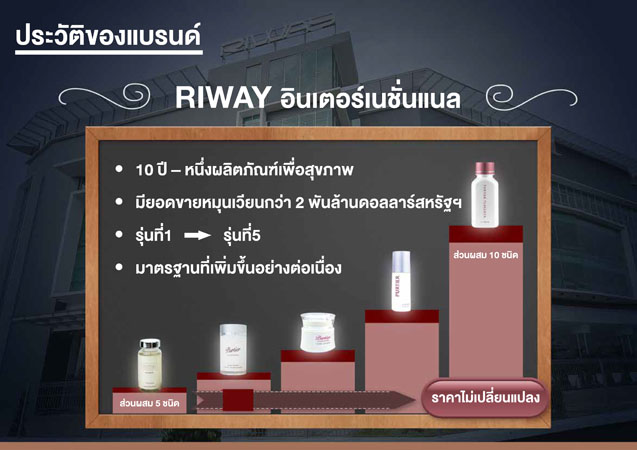 ประวัติของแบรนด์
RIWAY
RIWAY อินเตอร์เนชั่นแนล
10 ปี – หนึ่งผลิตภัณฑ์เพื่อสุขภาพ
มียอดขายหมุนเวียนกว่า 2 พันล้านดอลลาร์สหรัฐฯ
รุ่นที่1 → รุ่นที่5
มาตรฐานที่เพิ่มขึ้นอย่างต่อเนื่อง
ส่วนผสม 10 ชนิด
PURTIER
Purtier
Purtier
ส่วนผสม 5 ชนิด
ราคาไม่เปลี่ยนแปลง